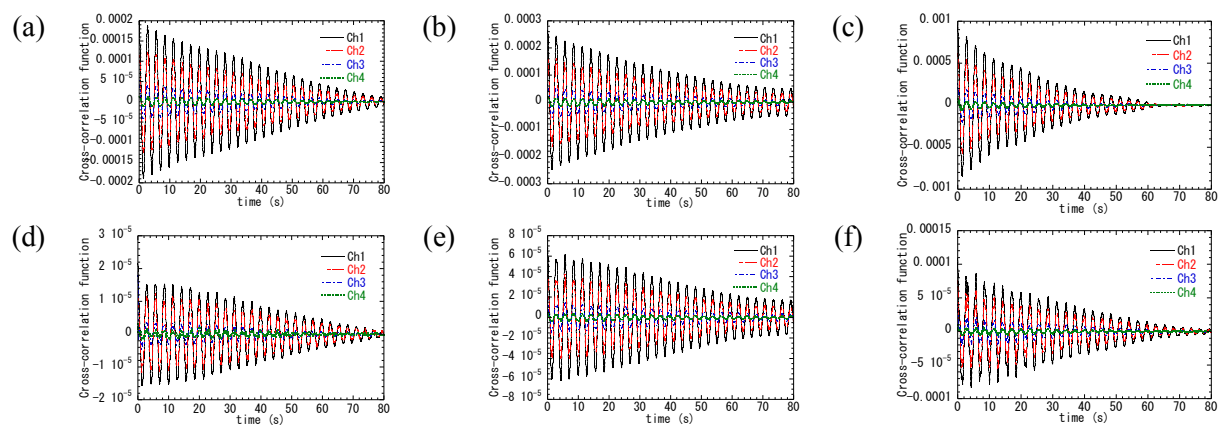 (a)
Cross-correlation function
0.0002
0.00015
0.0001
5 10-5
0
-5 10-5
-0.0001
-0.00015
-0.0002
0 10 20 30 40 50 60 70 80
time (s)
Ch1
Ch2
Ch3
Ch4
(b)
Cross-correlation function
0.0003
0.0002
0.0001
0
-0.0001
-0.0002
-0.0003
0 10 20 30 40 50 60 70 80
time (s)
Ch1
Ch2
Ch3
Ch4
(c)
Cross-correlation function
0.001
0.0005
0
-0.0005
-0.001
0 10 20 30 40 50 60 70 80
time (s)
Ch1
Ch2
Ch3
Ch4
(d)
Cross-correlation function
3 10-5
2 10-5
1 10-5
0
-1 10-5
-2 10-5
0 10 20 30 40 50 60 70 80
time (s)
Ch1
Ch2
Ch3
Ch4
(e)
Cross-correlation function
8 10-5
6 10-5
4 10-5
2 10-5
0
-2 10-5
-4 10-5
-6 10-5
-8 10-5
0 10 20 30 40 50 60 70 80
time (s)
Ch1
Ch2
Ch3
Ch4
(f)
Cross-correlation function
0.00015
0.0001
5 10-5
0
-5 10-5
-0.0001
0 10 20 30 40 50 60 70 80
time (s)
Ch1
Ch2
Ch3
Ch4